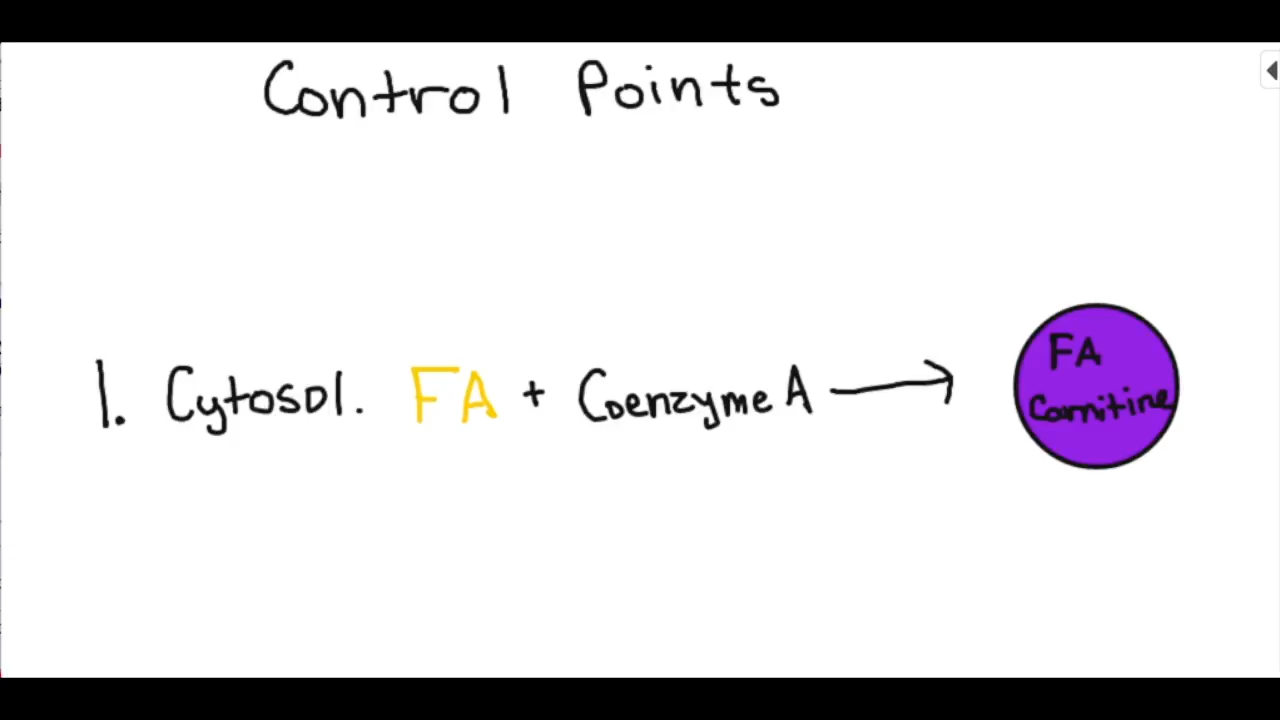 Control Points
1. Cytosol. FA + Coenzyme A →
FA
Carnitine